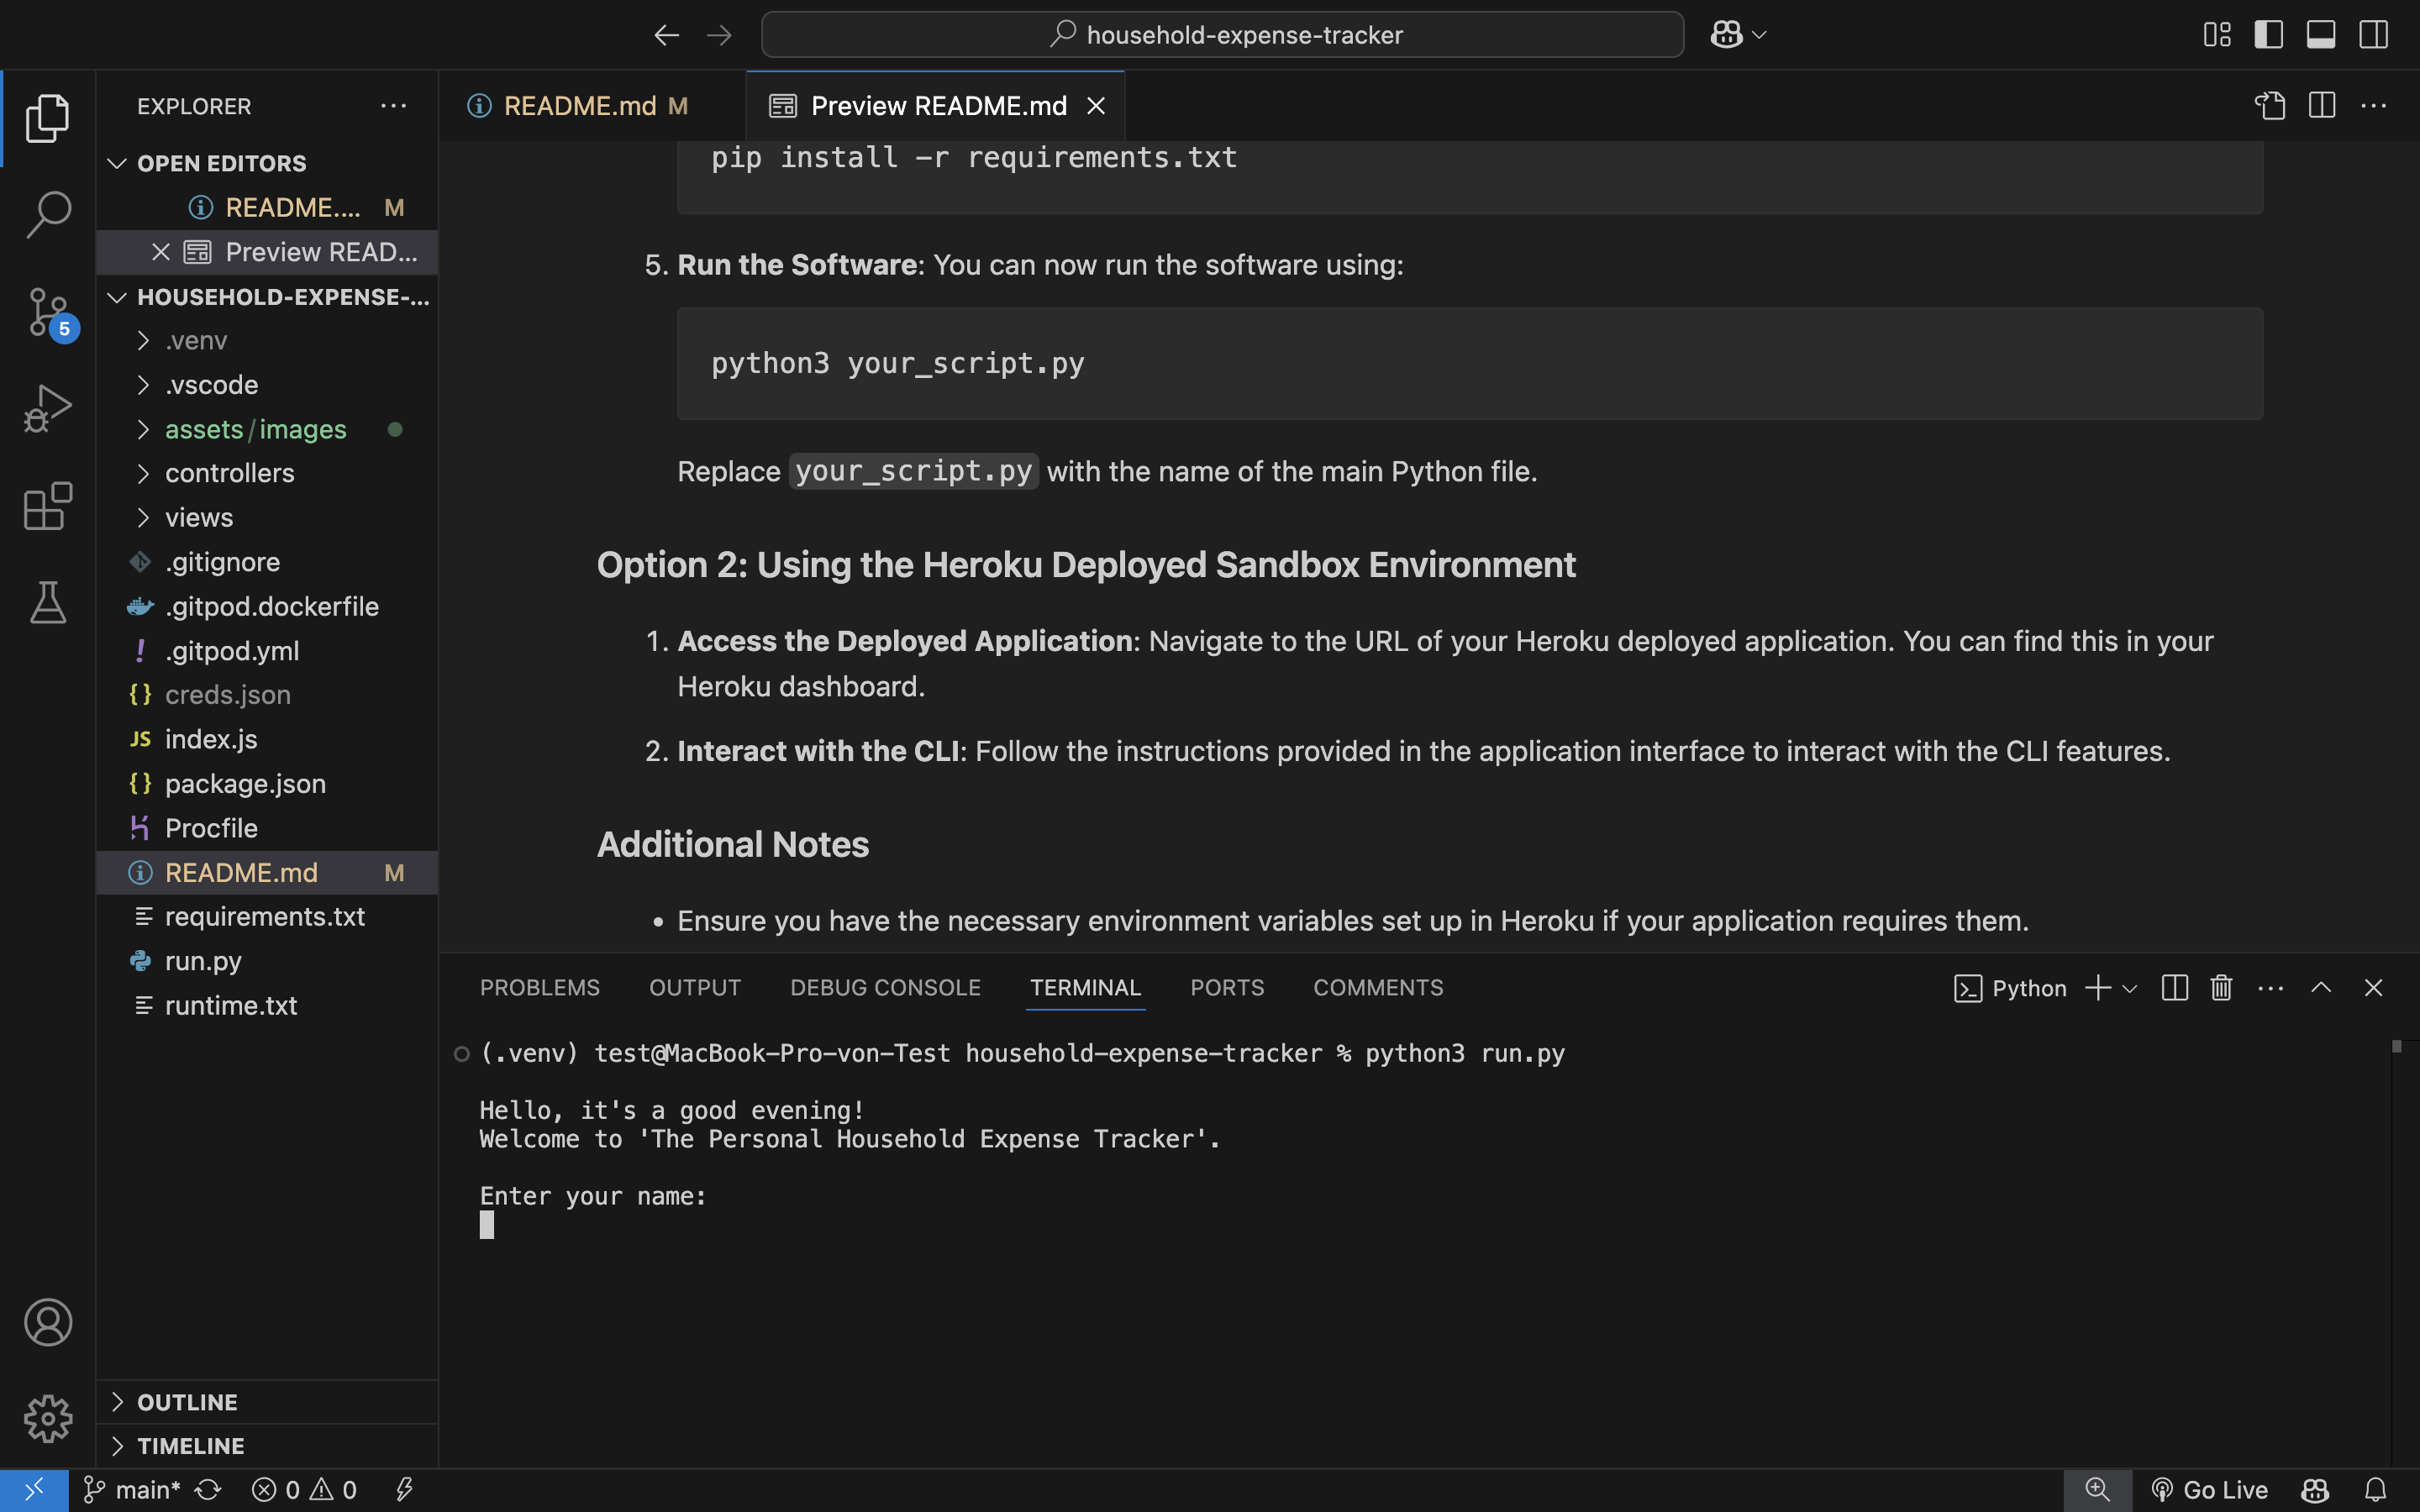 household-expense-tracker
EXPLORER
OPEN EDITORS
README.... M
Preview READ...
HOUSEHOLD-EXPENSE-...
.venv
.vscode
assets/images
controllers
views
.gitignore
.gitpod.dockerfile
.gitpod.yml
creds.json
JS index.js
package.json
Procfile
README.md M
requirements.txt
run.py
runtime.txt
OUTLINE
TIMELINE
5
README.md M
Preview README.md
pip install -r requirements.txt
5. Run the Software: You can now run the software using:
python3 your_script.py
Replace your_script.py with the name of the main Python file.
Option 2: Using the Heroku Deployed Sandbox Environment
1. Access the Deployed Application: Navigate to the URL of your Heroku deployed application. You can find this in your
Heroku dashboard.
2. Interact with the CLI: Follow the instructions provided in the application interface to interact with the CLI features.
Additional Notes
• Ensure you have the necessary environment variables set up in Heroku if your application requires them.
PROBLEMS OUTPUT DEBUG CONSOLE TERMINAL PORTS COMMENTS Python
(.venv) test@MacBook-Pro-von-Test household-expense-tracker % python3 run.py
Hello, it's a good evening!
Welcome to 'The Personal Household Expense Tracker'.
Enter your name:
main* 0 0 Go Live